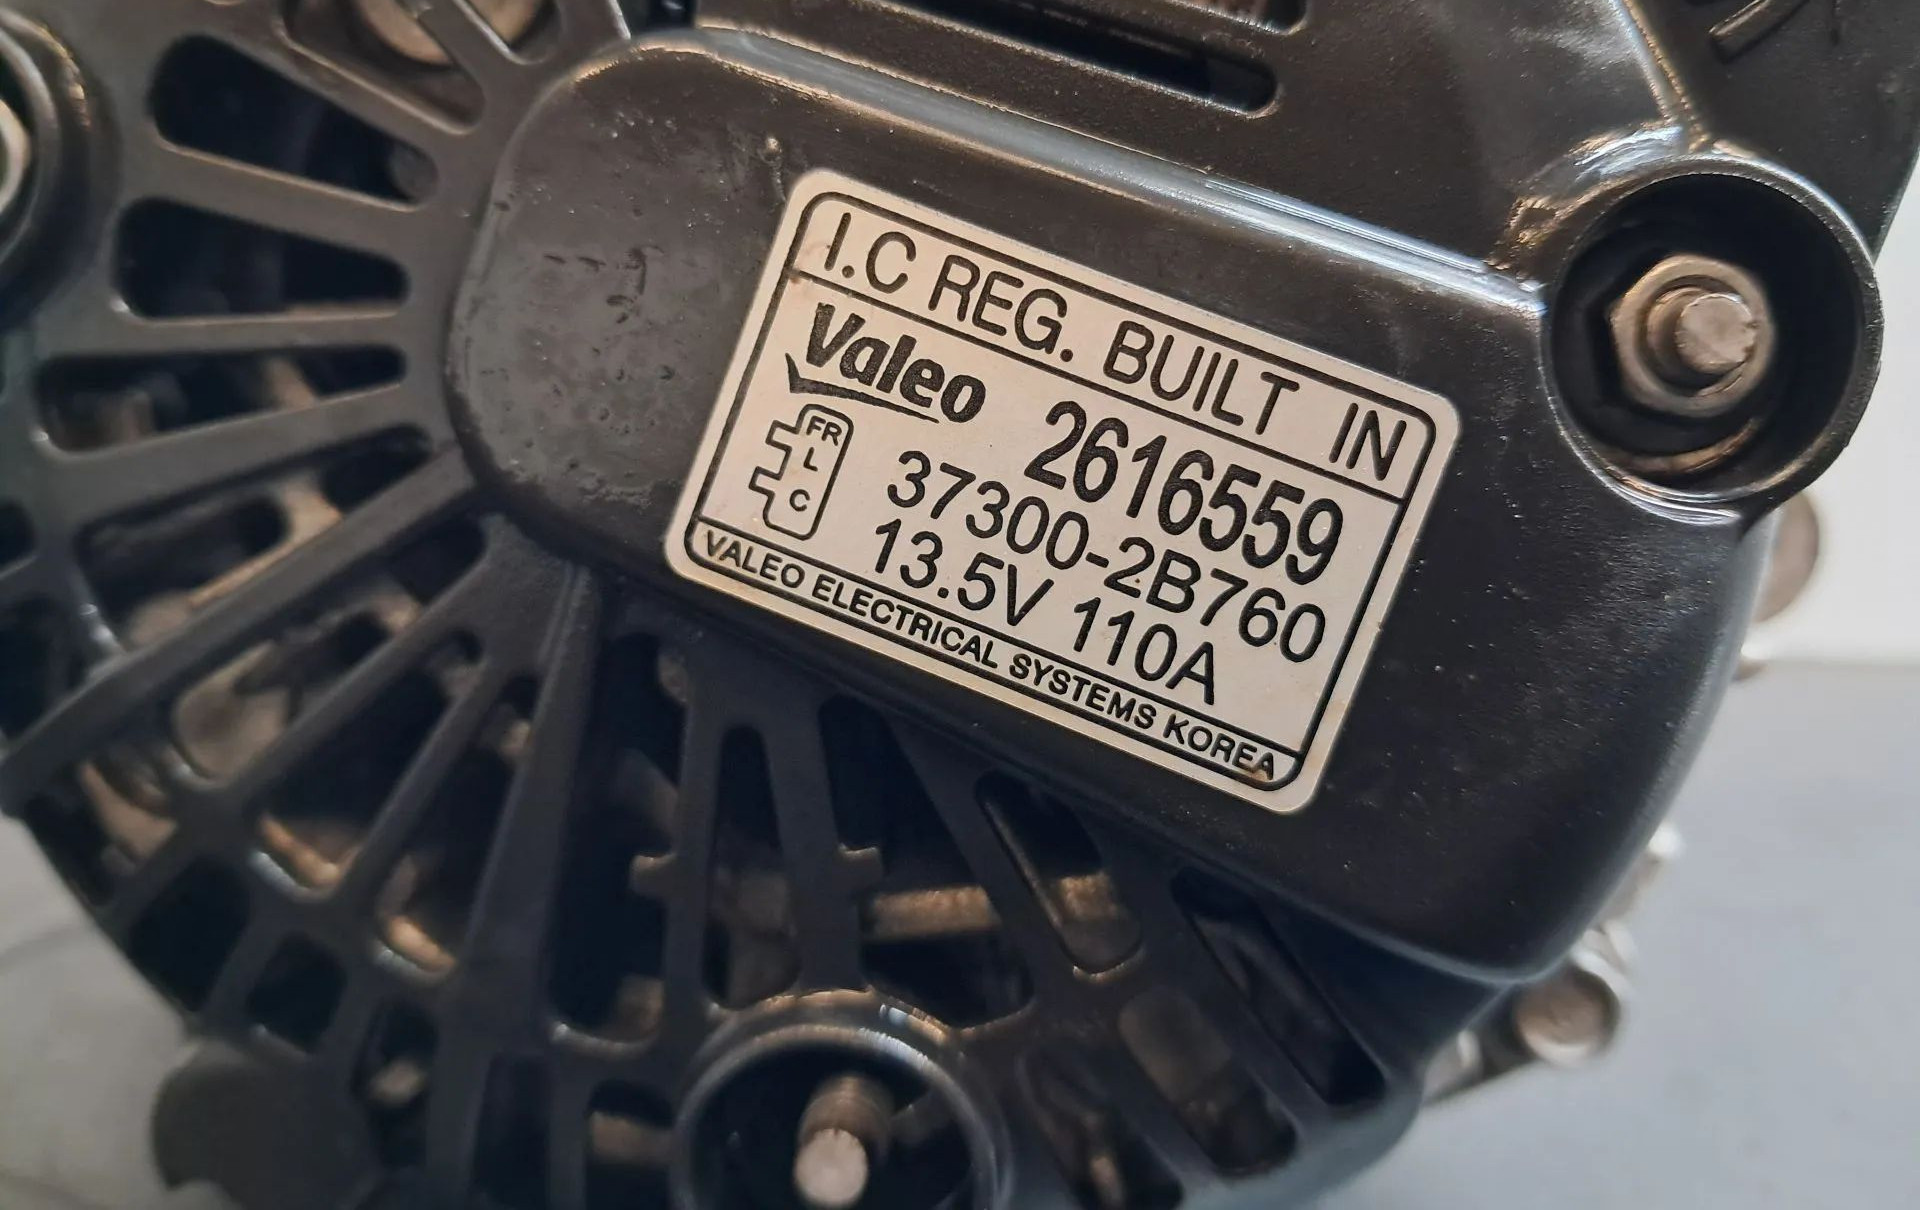 I.C REG. BUILT IN
Valeo
2616559
FR
L
C
37300-2B760
13.5V 110A
VALEO ELECTRICAL SYSTEMS KOREA